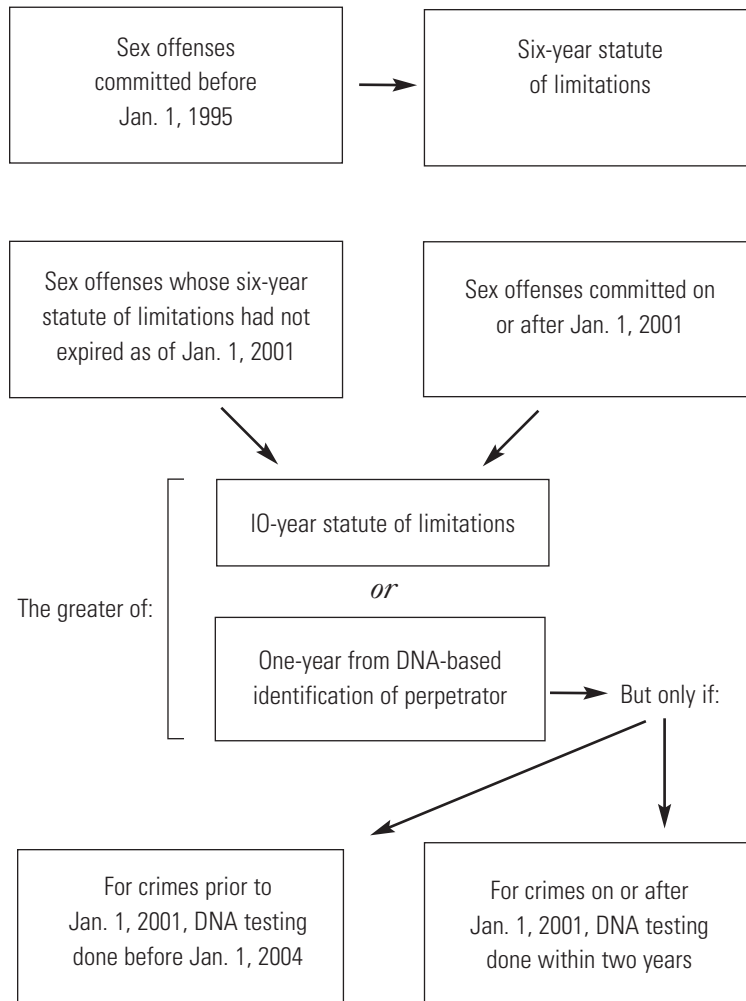 Sex offenses
committed before
Jan. 1, 1995
Six-year statute
of limitations
Sex offenses whose six-year
statute of limitations had not
expired as of Jan. 1, 2001
Sex offenses committed on
or after Jan. 1, 2001
The greater of:
IO-year statute of limitations
or
One-year from DNA-based
identification of perpetrator
But only if:
For crimes prior to
Jan. 1, 2001, DNA testing
done before Jan. 1, 2004
For crimes on or after
Jan. 1, 2001, DNA testing
done within two years